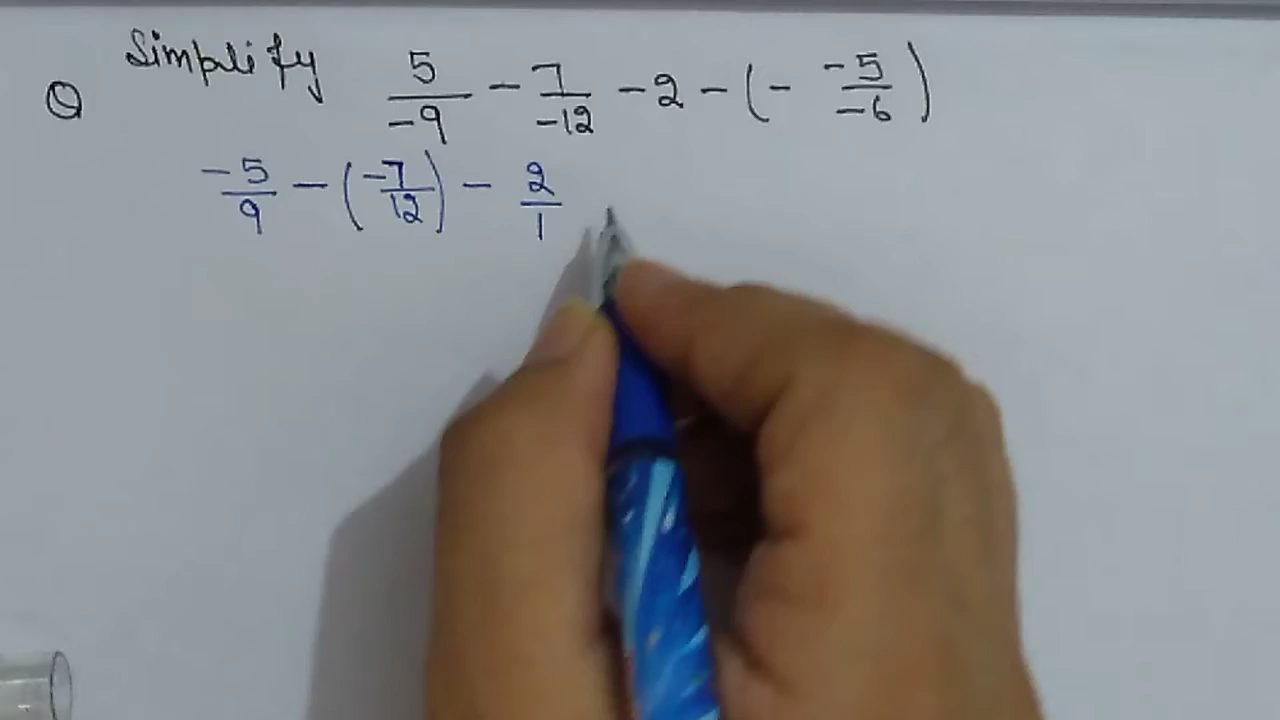 Q Simplify 5/-9 - 7/-12 - 2 - (- -5/-6)
-5/9 - (-7/12) - 2/1